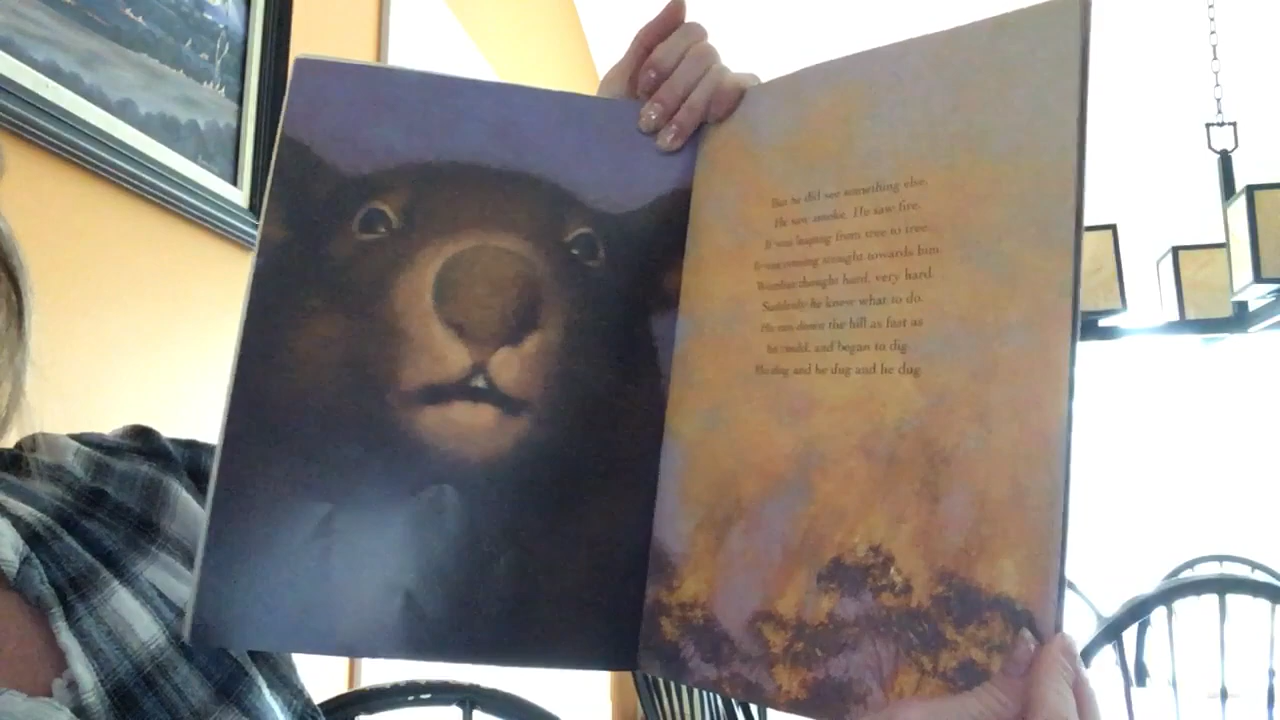 But he did see something else.
He saw smoke. He saw fire.
It was leaping from tree to tree.
It was coming straight towards him.
Wombat thought hard, very hard.
Suddenly he knew what to do.
He ran down the hill as fast as
he could, and began to dig.
He dug and he dug and he dug.